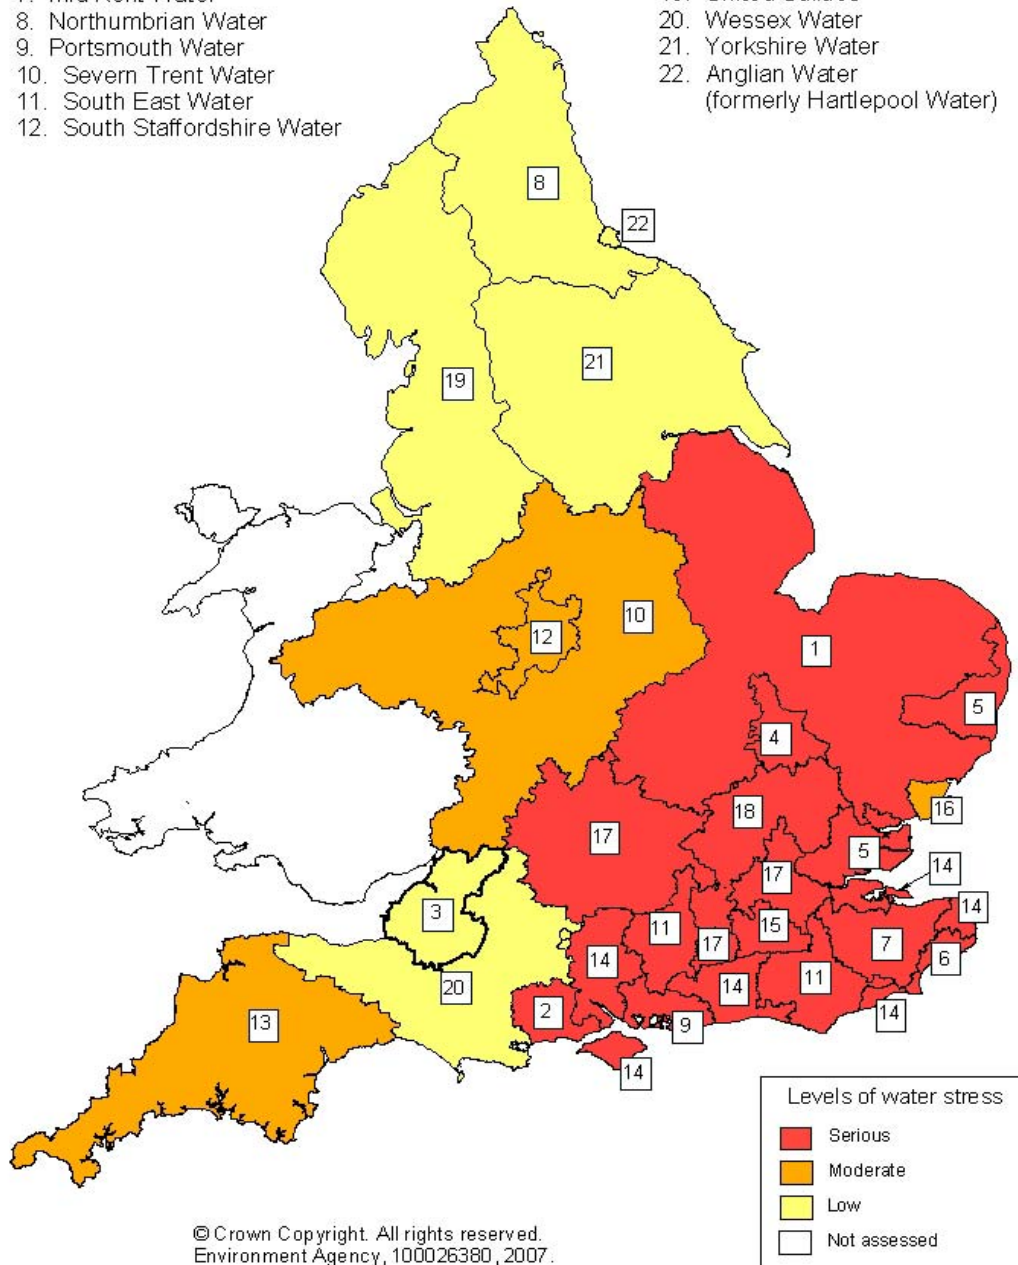 8. Northumbrian Water
9. Portsmouth Water
10. Severn Trent Water
11. South East Water
12. South Staffordshire Water
20. Wessex Water
21. Yorkshire Water
22. Anglian Water
(formerly Hartlepool Water)
8
22
21
19
10
12
1
5
4
18
16
17
5
17
14
3
14
11
15
7
17
6
14
14
11
20
2
13
9
14
14
Levels of water stress
Serious
Moderate
Low
Not assessed
© Crown Copyright. All rights reserved.
Environment Agency, 100026380, 2007.